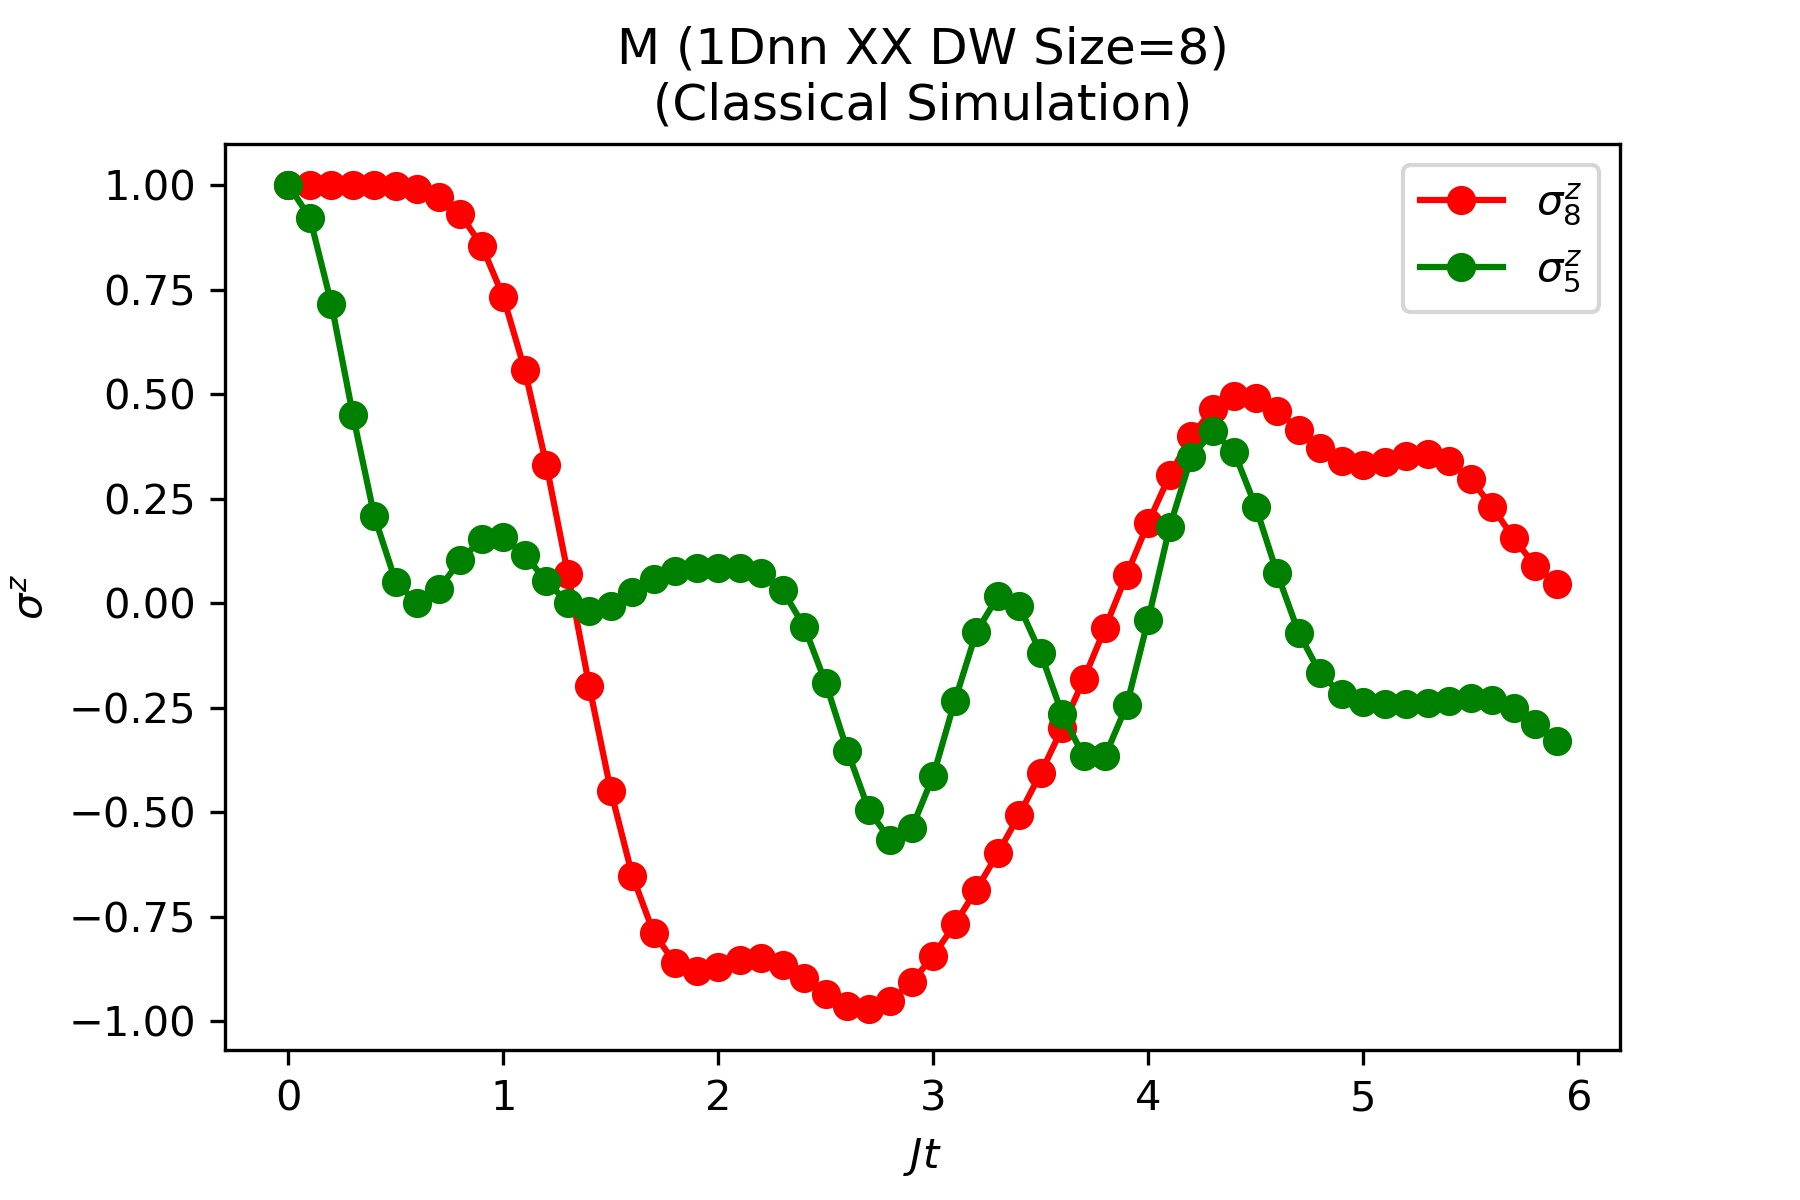 M (1Dnn XX DW Size=8)
(Classical Simulation)
σ^z
1.00
0.75
0.50
0.25
0.00
−0.25
−0.50
−0.75
−1.00
σ^z_8
σ^z_5
0 1 2 3 4 5 6
Jt